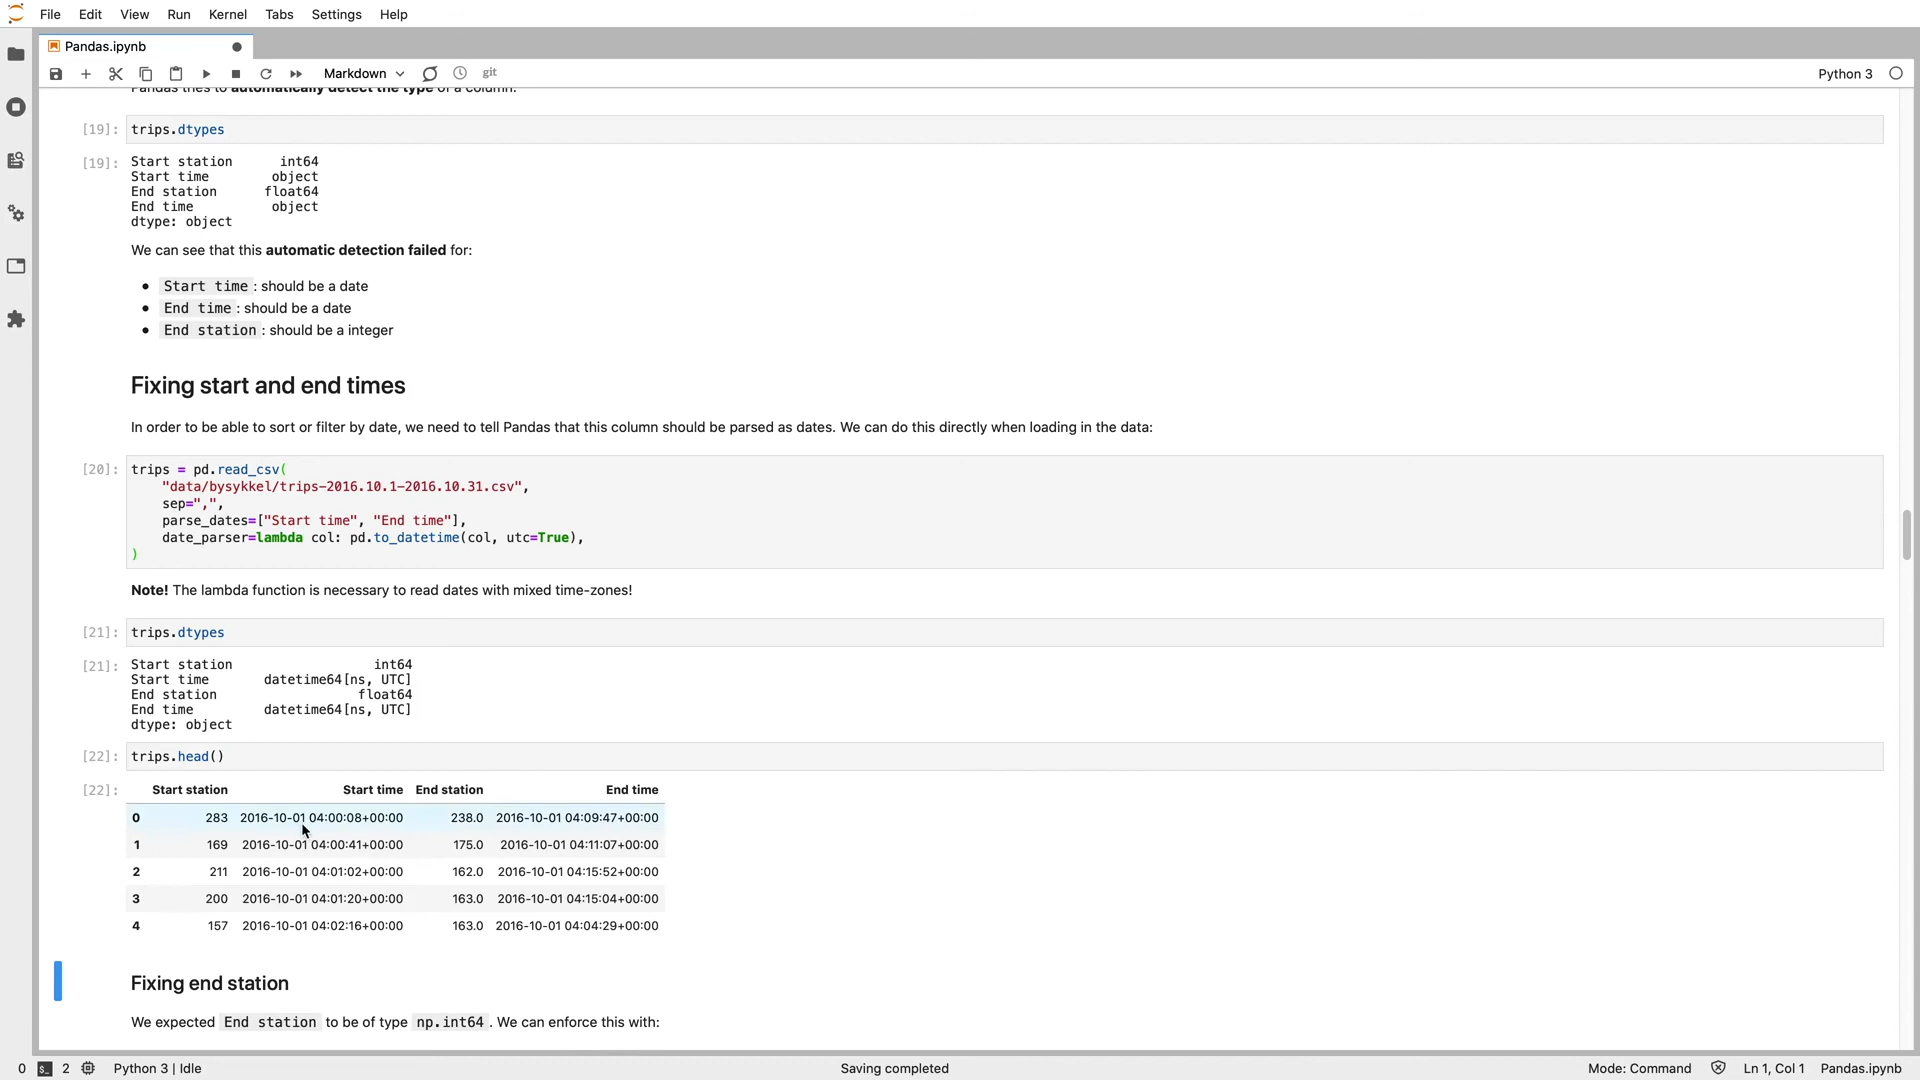 File Edit View Run Kernel Tabs Settings Help
Pandas.ipynb
Markdown git Python 3
Pandas tries to automatically detect the type of a column.
[19]: trips.dtypes
[19]: Start station int64
Start time object
End station float64
End time object
dtype: object
We can see that this automatic detection failed for:
• Start time : should be a date
• End time : should be a date
• End station : should be a integer
Fixing start and end times
In order to be able to sort or filter by date, we need to tell Pandas that this column should be parsed as dates. We can do this directly when loading in the data:
[20]: trips = pd.read_csv(
"data/bysykkel/trips-2016.10.1-2016.10.31.csv",
sep=",",
parse_dates=["Start time", "End time"],
date_parser=lambda col: pd.to_datetime(col, utc=True),
)
Note! The lambda function is necessary to read dates with mixed time-zones!
[21]: trips.dtypes
[21]: Start station int64
Start time datetime64[ns, UTC]
End station float64
End time datetime64[ns, UTC]
dtype: object
[22]: trips.head()
[22]: Start station Start time End station End time
0 283 2016-10-01 04:00:08+00:00 238.0 2016-10-01 04:09:47+00:00
1 169 2016-10-01 04:00:41+00:00 175.0 2016-10-01 04:11:07+00:00
2 211 2016-10-01 04:01:02+00:00 162.0 2016-10-01 04:15:52+00:00
3 200 2016-10-01 04:01:20+00:00 163.0 2016-10-01 04:15:04+00:00
4 157 2016-10-01 04:02:16+00:00 163.0 2016-10-01 04:04:29+00:00
Fixing end station
We expected End station to be of type np.int64 . We can enforce this with:
0 2 Python 3 | Idle Saving completed Mode: Command Ln 1, Col 1 Pandas.ipynb